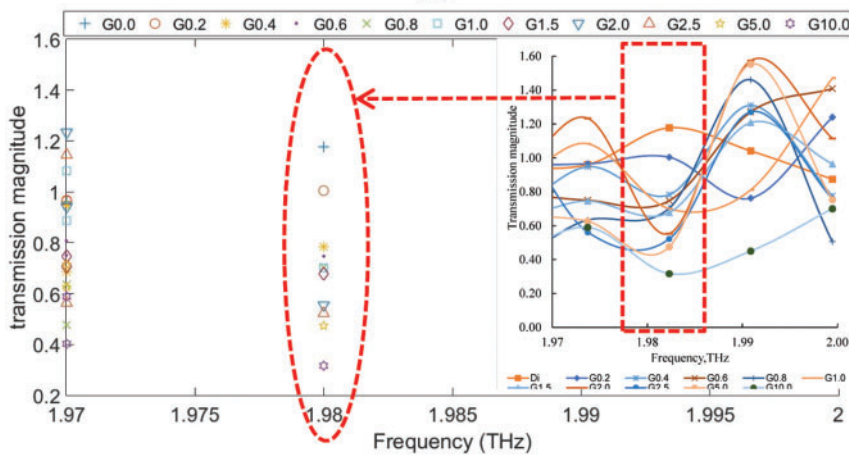 G0.0 G0.2 G0.4 G0.6 G0.8 G1.0 G1.5 G2.0 G2.5 G5.0 G10.0
1.6
1.4
1.2
1
0.8
0.6
0.4
0.2
transmission magnitude
1.97 1.975 1.98 1.985 1.99 1.995 2
Frequency (THz)
1.60
1.40
1.20
1.00
0.80
0.60
0.40
0.20
0.00
Transmission magnitude
1.97 1.98 1.99 2.00
Frequency,THz
Di G0.2 G0.4 G0.6 G0.8 G1.0
G1.5 G2.0 G2.5 G5.0 G10.0